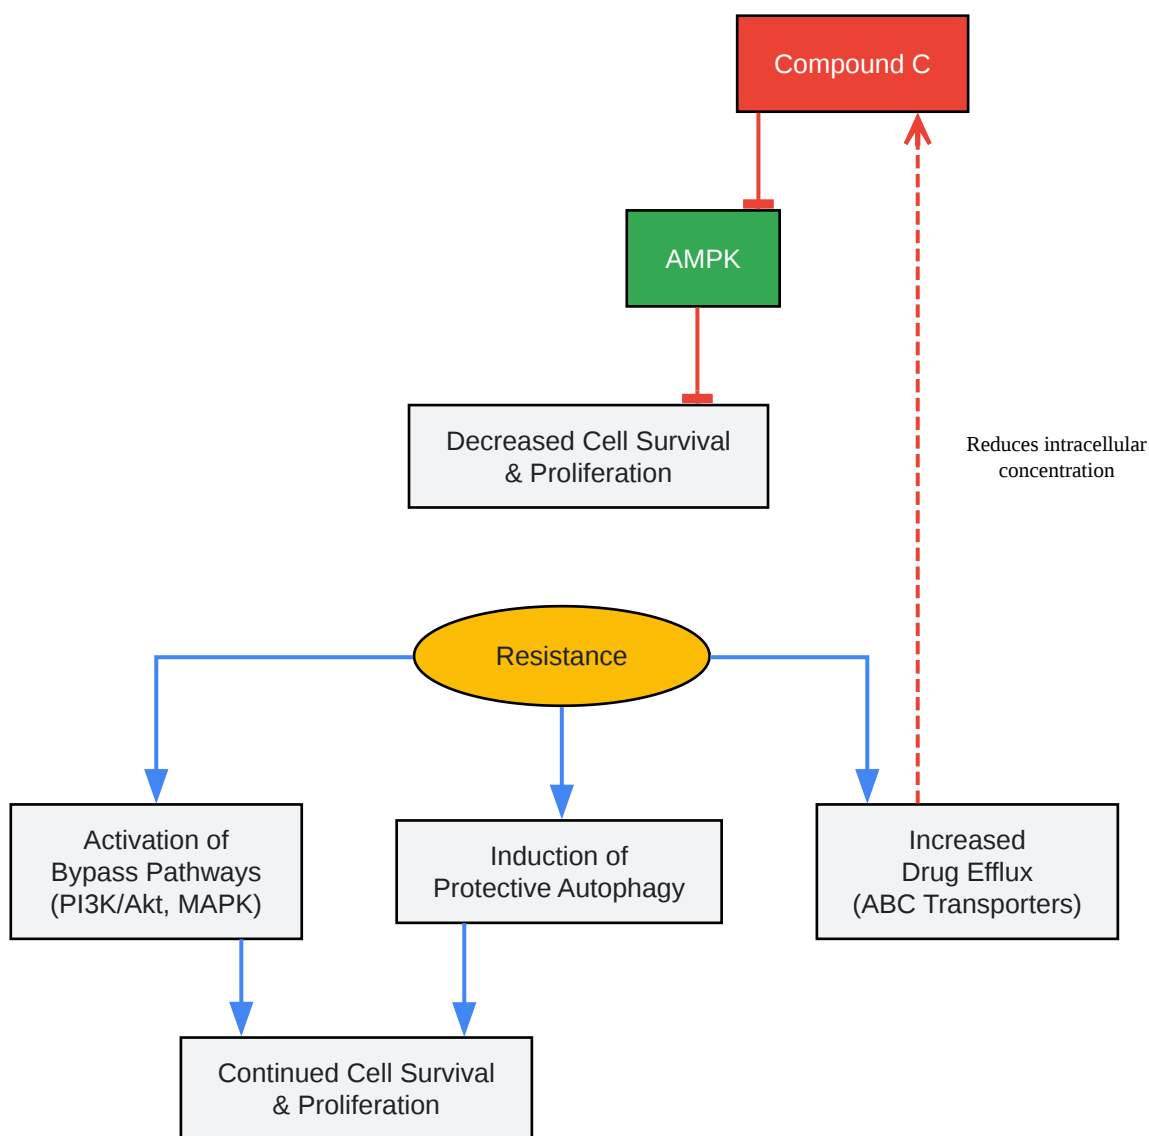 Compound C
AMPK
Decreased Cell Survival
& Proliferation
Reduces intracellular
concentration
Resistance
Activation of
Bypass Pathways
(PI3K/Akt, MAPK)
Induction of
Protective Autophagy
Increased
Drug Efflux
(ABC Transporters)
Continued Cell Survival
& Proliferation